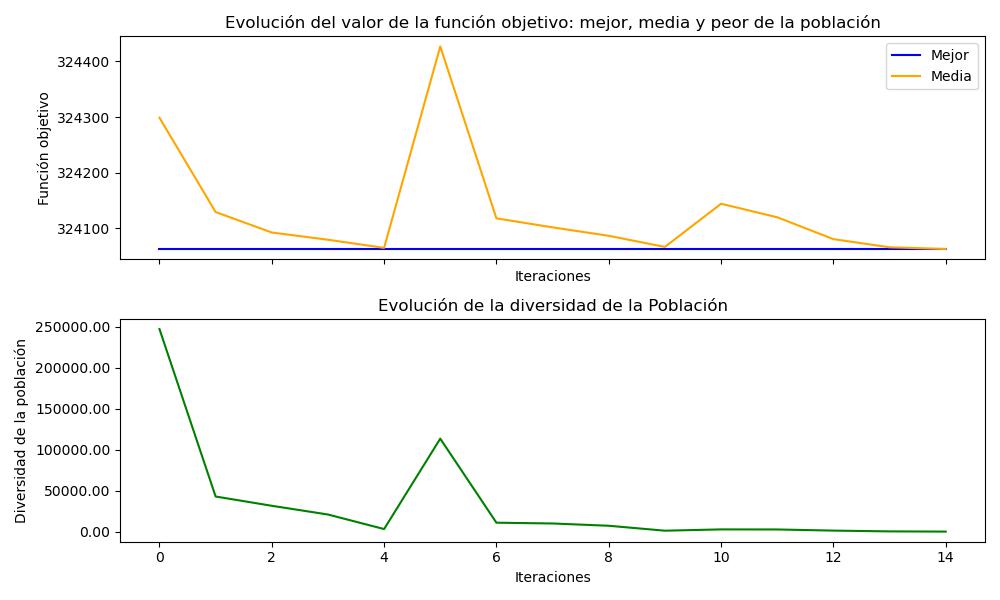 Evolución del valor de la función objetivo: mejor, media y peor de la población
Función objetivo
324400
324300
324200
324100
Mejor
Media
Iteraciones
Evolución de la diversidad de la Población
Diversidad de la población
250000.00
200000.00
150000.00
100000.00
50000.00
0.00
0 2 4 6 8 10 12 14
Iteraciones